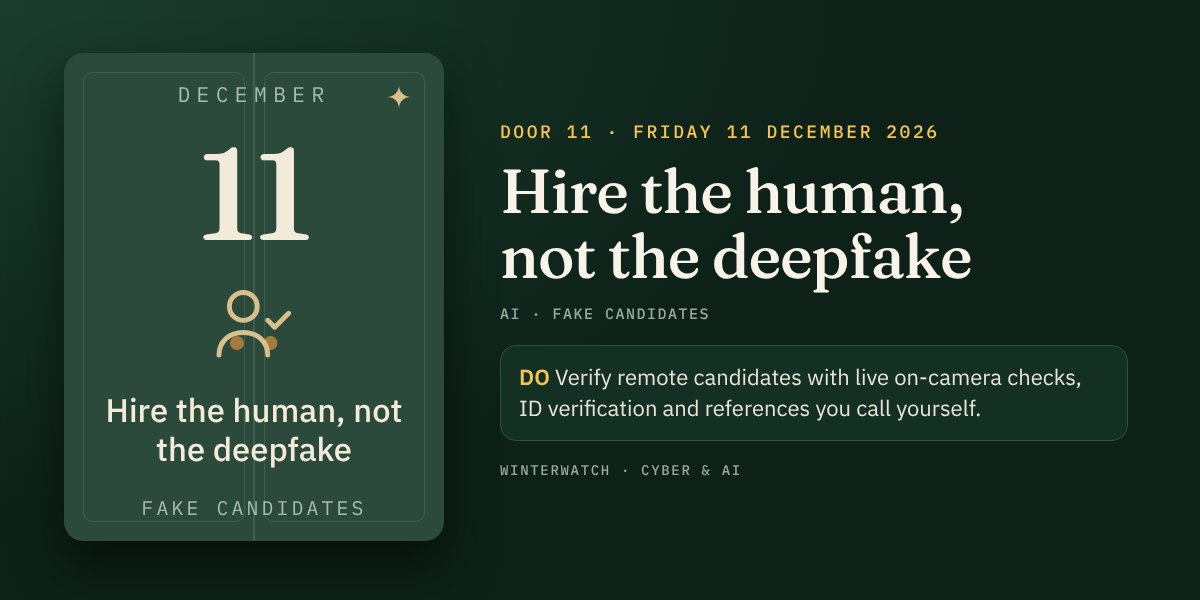 DECEMBER
11
Hire the human, not
the deepfake
FAKE CANDIDATES
DOOR 11 · FRIDAY 11 DECEMBER 2026
Hire the human,
not the deepfake
AI · FAKE CANDIDATES
DO Verify remote candidates with live on-camera checks,
ID verification and references you call yourself.
WINTERWATCH · CYBER & AI